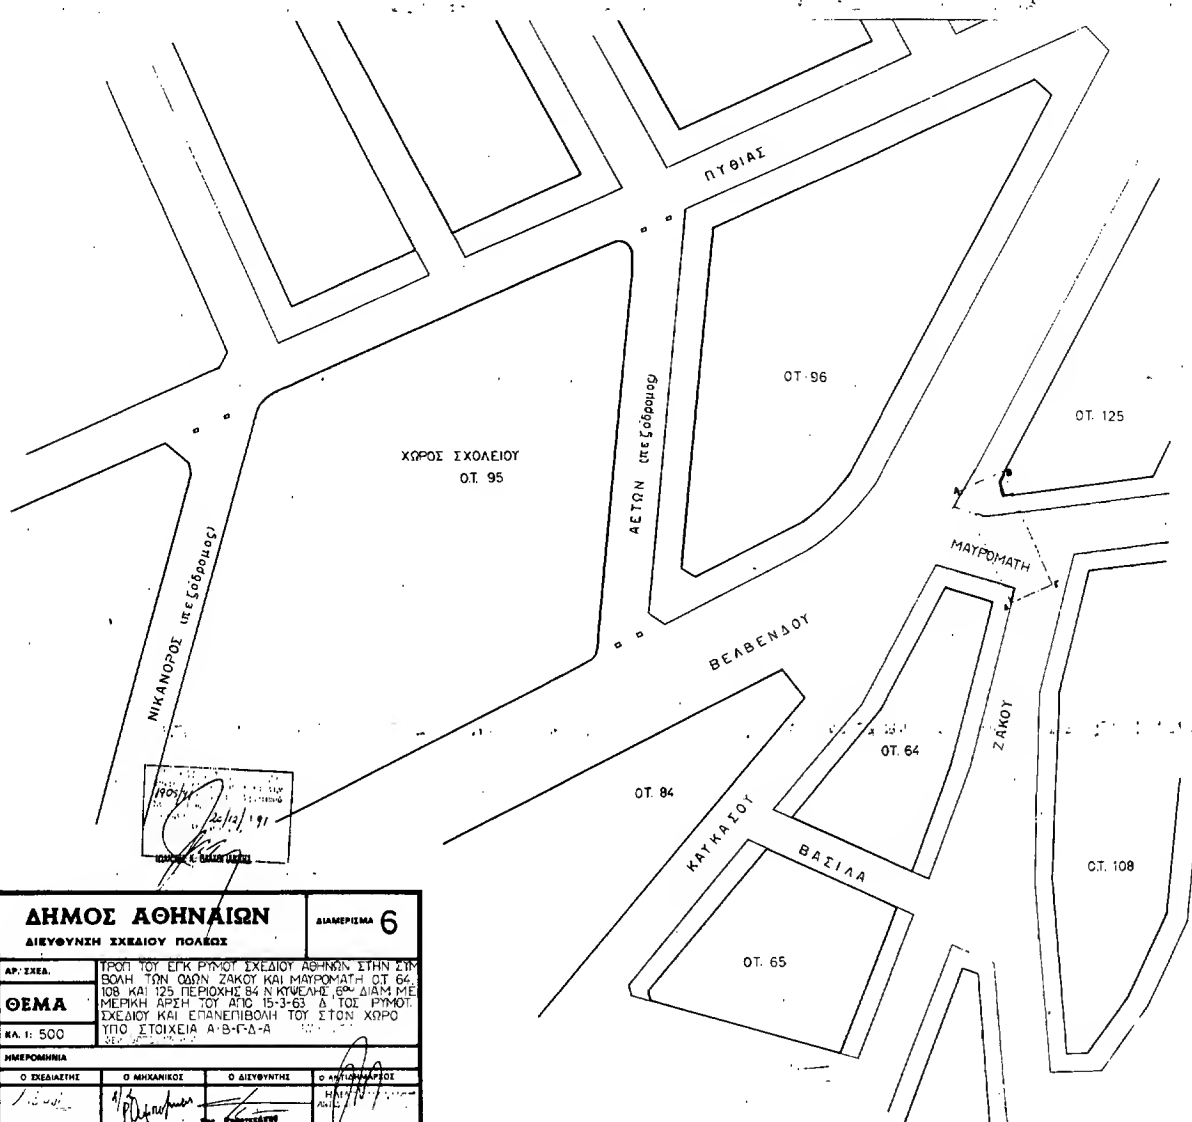 ΠΥΘΙΑΣ
ΟΤ 96
ΟΤ. 125
ΧΩΡΟΣ ΣΧΟΛΕΙΟΥ
Ο.Τ. 95
ΑΕΤΩΝ (πεζόδρομος)
ΝΙΚΑΝΟΡΟΣ (πεζόδρομος)
ΜΑΥΡΟΜΑΤΗ
ΒΕΛΒΕΝΔΟΥ
ΖΑΚΟΥ
ΟΤ. 64
ΟΤ. 84
ΚΑΥΚΑΣΟΥ
ΒΑΣΙΛΑ
Ο.Τ. 108
ΟΤ. 65
ΔΗΜΟΣ ΑΘΗΝΑΙΩΝ
ΔΙΑΜΕΡΙΣΜΑ 6
ΔΙΕΥΘΥΝΣΗ ΣΧΕΔΙΟΥ ΠΟΛΕΩΣ
ΑΡ. ΣΧΕΔ.
ΘΕΜΑ
ΤΡΟΠ ΤΟΥ ΕΓΚ ΡΥΜΟΤ ΣΧΕΔΙΟΥ ΑΘΗΝΩΝ ΣΤΗΝ ΣΥΜ
ΒΟΛΗ ΤΩΝ ΟΔΩΝ ΖΑΚΟΥ ΚΑΙ ΜΑΥΡΟΜΑΤΗ Ο.Τ 64,
108 ΚΑΙ 125 ΠΕΡΙΟΧΗΣ 84 Ν ΚΥΨΕΛΗΣ, 6ου ΔΙΑΜ ΜΕ
ΜΕΡΙΚΗ ΑΡΣΗ ΤΟΥ ΑΠΟ 15-3-63 Δ ΤΟΣ ΡΥΜΟΤ.
ΣΧΕΔΙΟΥ ΚΑΙ ΕΠΑΝΕΠΙΒΟΛΗ ΤΟΥ ΣΤΟΝ ΧΩΡΟ
ΥΠΟ ΣΤΟΙΧΕΙΑ Α-Β-Γ-Δ-Α
ΚΛ. 1: 500
ΗΜΕΡΟΜΗΝΙΑ
Ο ΣΧΕΔΙΑΣΤΗΣ Ο ΜΗΧΑΝΙΚΟΣ Ο ΔΙΕΥΘΥΝΤΗΣ Ο ΑΝΤΙΔΗΜΑΡΧΟΣ